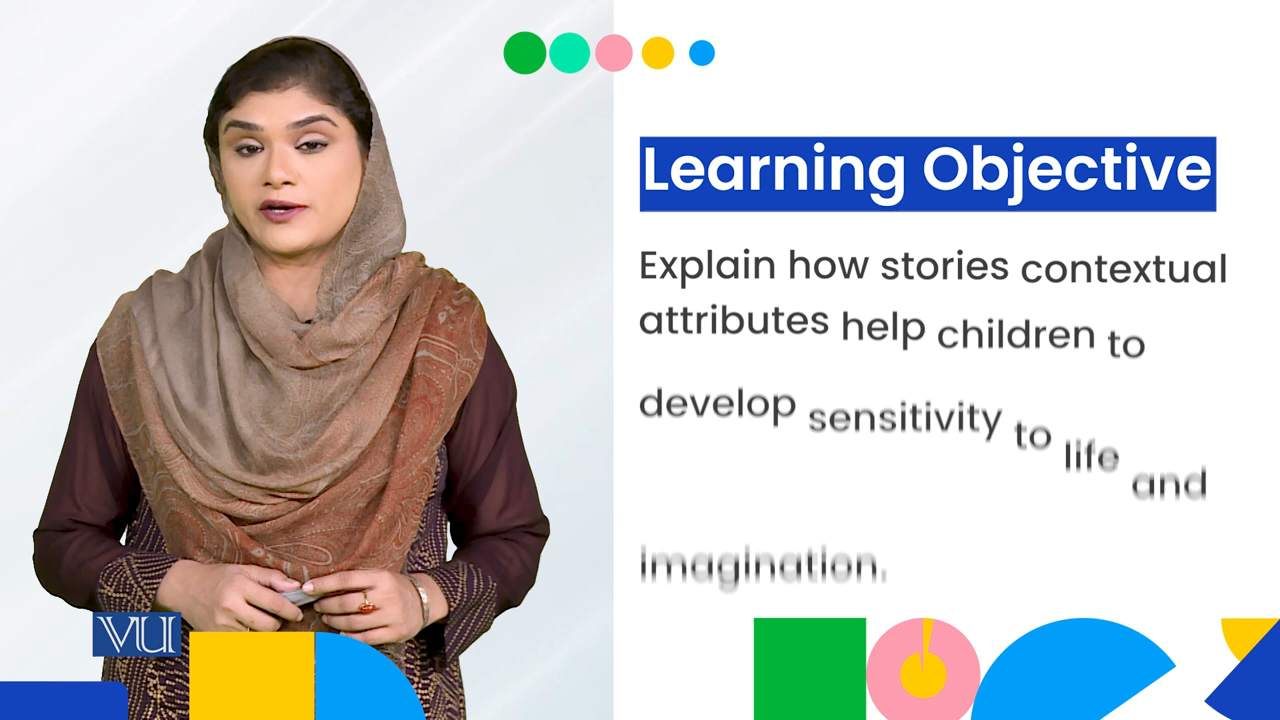 Learning Objective
Explain how stories contextual
attributes help children to
develop sensitivity to life and
imagination.
VU